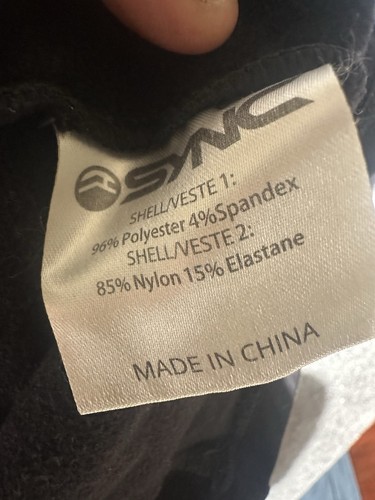 SYNC
SHELL/VESTE 1:
96% Polyester 4%Spandex
SHELL/VESTE 2:
85% Nylon 15% Elastane
MADE IN CHINA